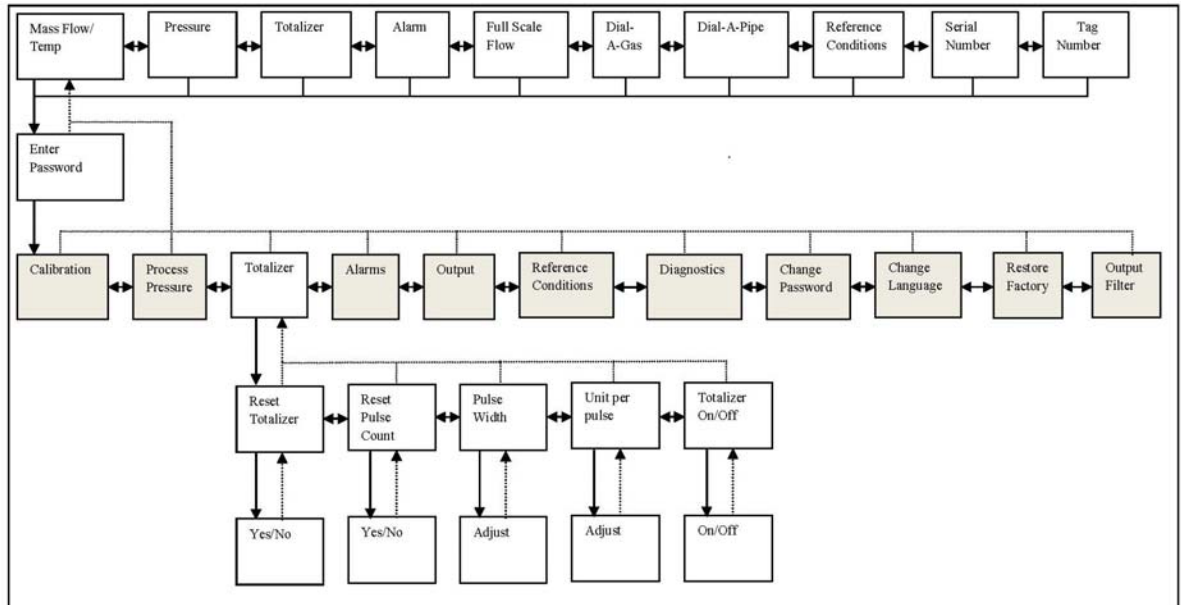 Mass Flow/
Temp
Pressure
Totalizer
Alarm
Full Scale
Flow
Dial-
A-Gas
Dial-A-Pipe
Reference
Conditions
Serial
Number
Tag
Number
Enter
Password
Calibration
Process
Pressure
Totalizer
Alarms
Output
Reference
Conditions
Diagnostics
Change
Password
Change
Language
Restore
Factory
Output
Filter
Reset
Totalizer
Reset
Pulse
Count
Pulse
Width
Unit per
pulse
Totalizer
On/Off
Yes/No
Yes/No
Adjust
Adjust
On/Off